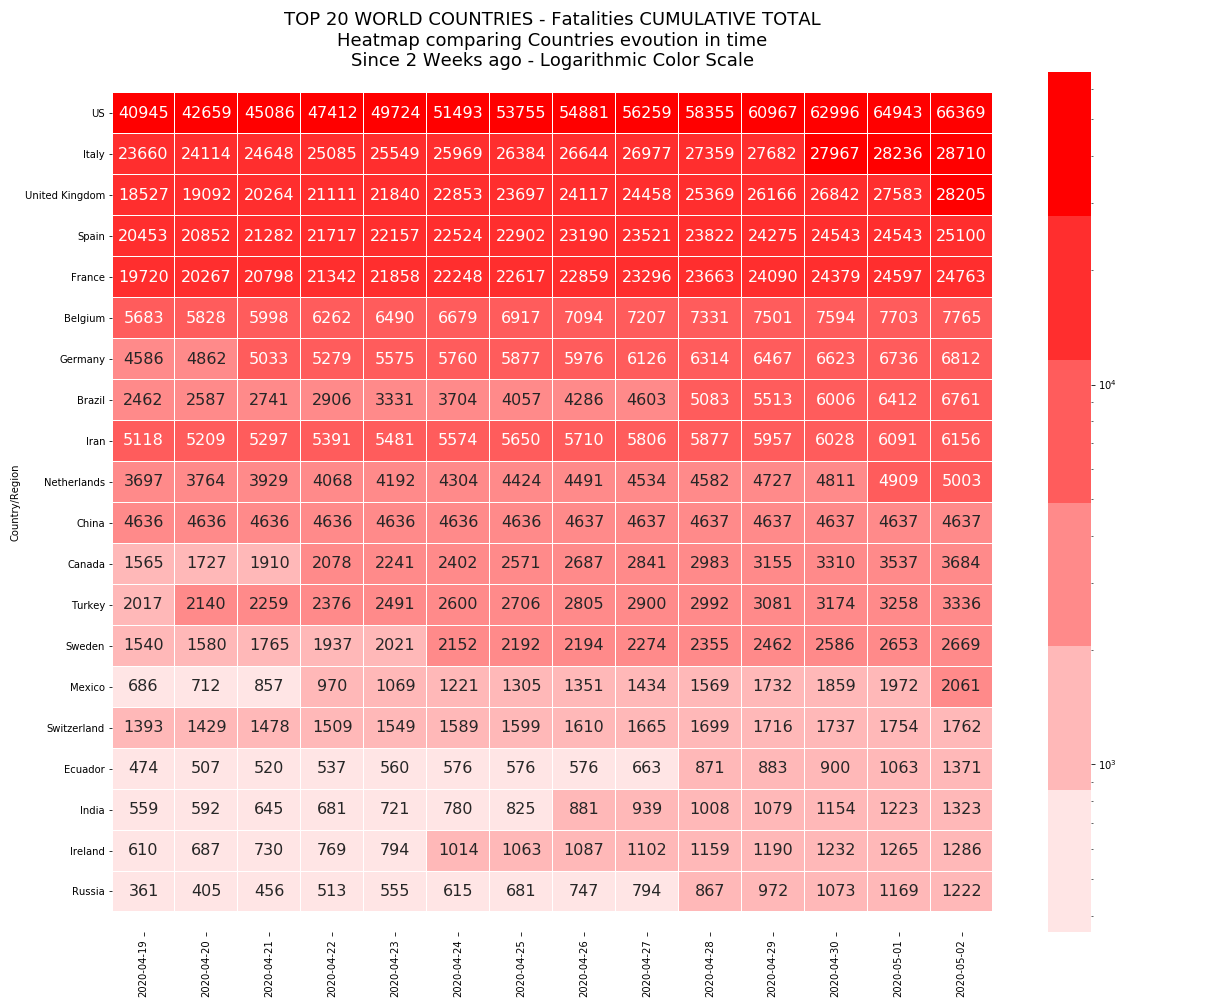 TOP 20 WORLD COUNTRIES - Fatalities CUMULATIVE TOTAL
Heatmap comparing Countries evoution in time
Since 2 Weeks ago - Logarithmic Color Scale
US 40945 42659 45086 47412 49724 51493 53755 54881 56259 58355 60967 62996 64943 66369
Italy 23660 24114 24648 25085 25549 25969 26384 26644 26977 27359 27682 27967 28236 28710
United Kingdom 18527 19092 20264 21111 21840 22853 23697 24117 24458 25369 26166 26842 27583 28205
Spain 20453 20852 21282 21717 22157 22524 22902 23190 23521 23822 24275 24543 24543 25100
France 19720 20267 20798 21342 21858 22248 22617 22859 23296 23663 24090 24379 24597 24763
Belgium 5683 5828 5998 6262 6490 6679 6917 7094 7207 7331 7501 7594 7703 7765
Germany 4586 4862 5033 5279 5575 5760 5877 5976 6126 6314 6467 6623 6736 6812
Brazil 2462 2587 2741 2906 3331 3704 4057 4286 4603 5083 5513 6006 6412 6761
Iran 5118 5209 5297 5391 5481 5574 5650 5710 5806 5877 5957 6028 6091 6156
Netherlands 3697 3764 3929 4068 4192 4304 4424 4491 4534 4582 4727 4811 4909 5003
China 4636 4636 4636 4636 4636 4636 4636 4637 4637 4637 4637 4637 4637 4637
Canada 1565 1727 1910 2078 2241 2402 2571 2687 2841 2983 3155 3310 3537 3684
Turkey 2017 2140 2259 2376 2491 2600 2706 2805 2900 2992 3081 3174 3258 3336
Sweden 1540 1580 1765 1937 2021 2152 2192 2194 2274 2355 2462 2586 2653 2669
Mexico 686 712 857 970 1069 1221 1305 1351 1434 1569 1732 1859 1972 2061
Switzerland 1393 1429 1478 1509 1549 1589 1599 1610 1665 1699 1716 1737 1754 1762
Ecuador 474 507 520 537 560 576 576 576 663 871 883 900 1063 1371
India 559 592 645 681 721 780 825 881 939 1008 1079 1154 1223 1323
Ireland 610 687 730 769 794 1014 1063 1087 1102 1159 1190 1232 1265 1286
Russia 361 405 456 513 555 615 681 747 794 867 972 1073 1169 1222
2020-04-19 2020-04-20 2020-04-21 2020-04-22 2020-04-23 2020-04-24 2020-04-25 2020-04-26 2020-04-27 2020-04-28 2020-04-29 2020-04-30 2020-05-01 2020-05-02
Country/Region
10⁴
10³